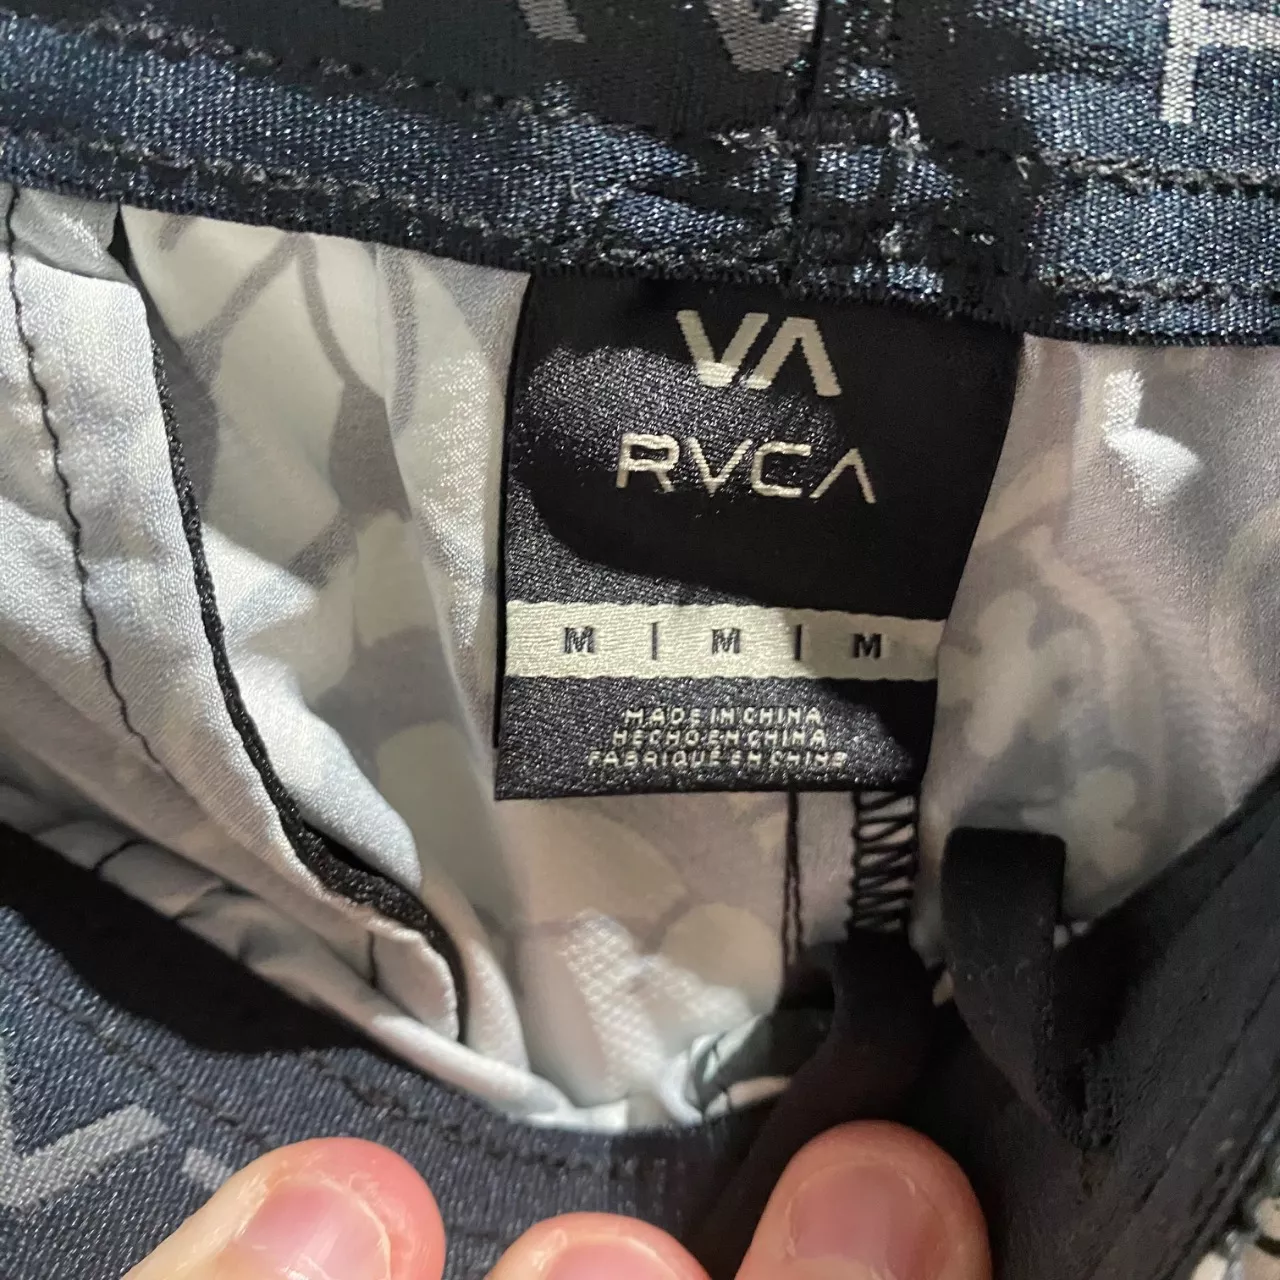 VA
RVCA
M | M | M
MADE IN CHINA
HECHO EN CHINA
FABRIQUÉ EN CHINE